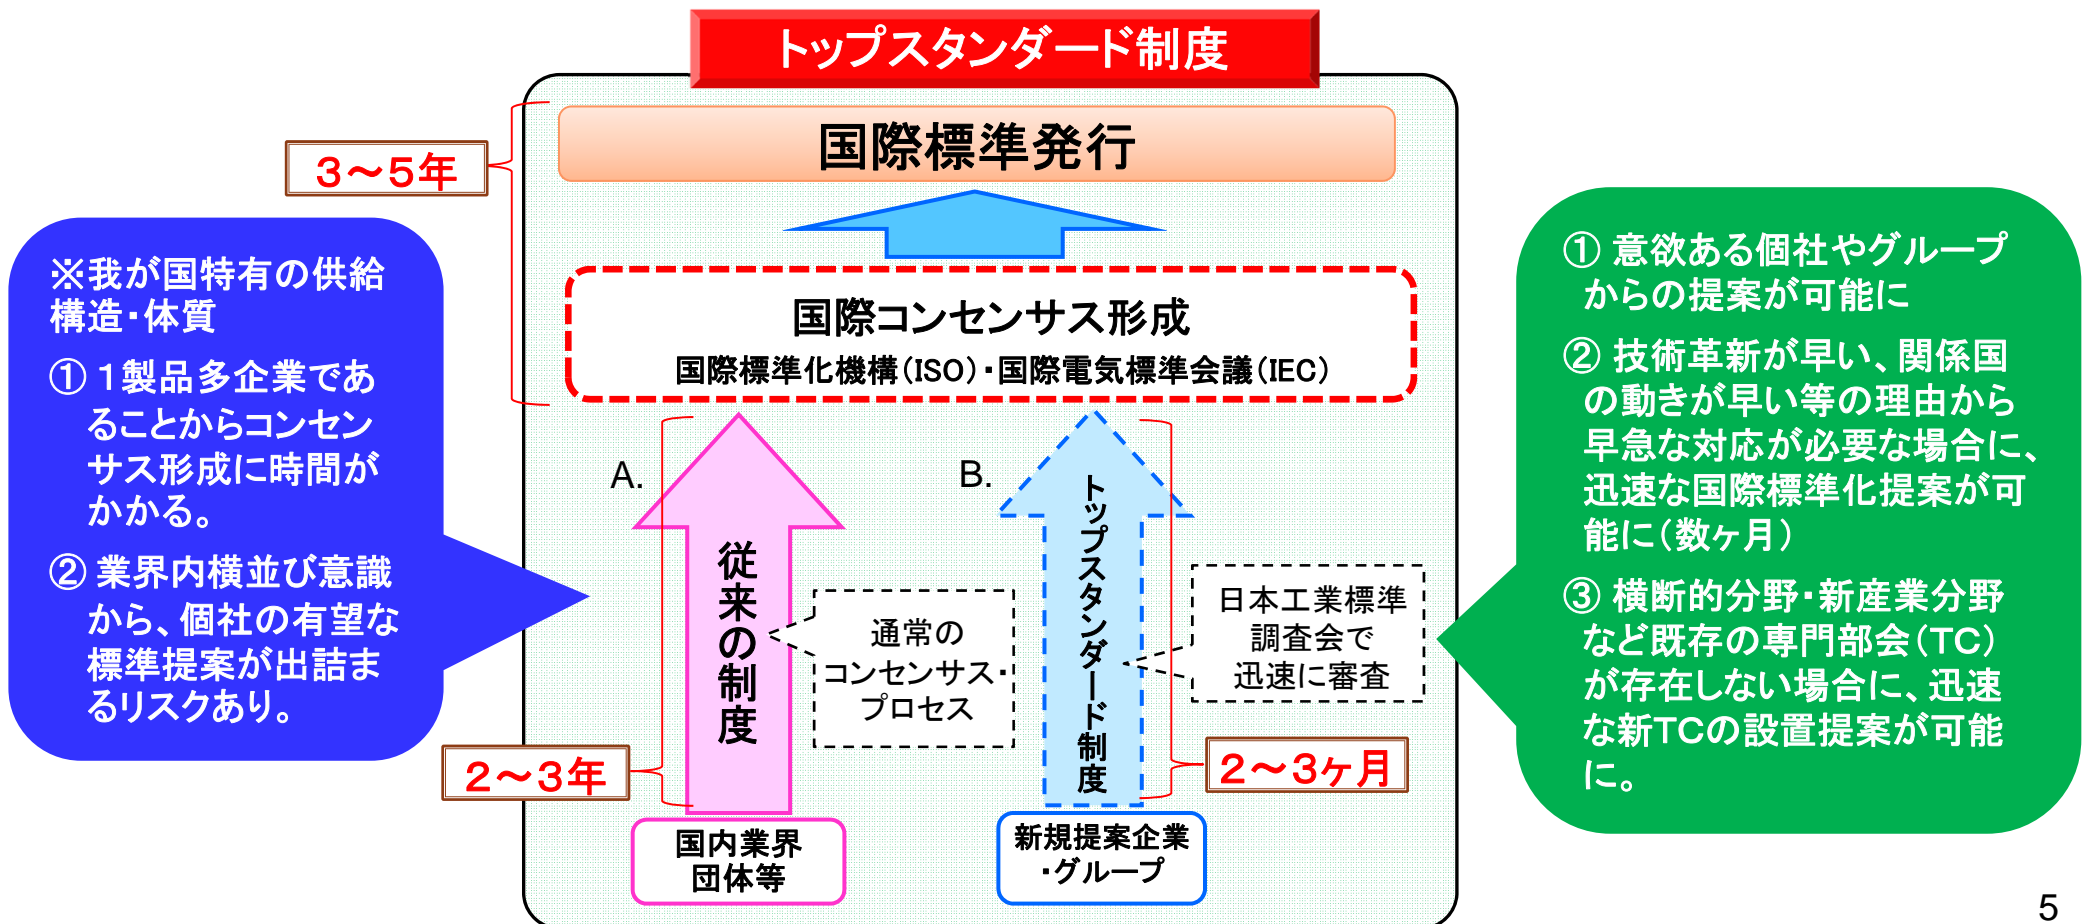 トップスタンダード制度
国際標準発行
3～5年
国際コンセンサス形成
国際標準化機構(ISO)・国際電気標準会議(IEC)
※我が国特有の供給
構造・体質
① 1製品多企業であ
ることからコンセン
サス形成に時間が
かかる。
② 業界内横並び意識
から、個社の有望な
標準提案が出詰ま
るリスクあり。
A.
従来の制度
通常の
コンセンサス・
プロセス
2～3年
国内業界
団体等
B.
トップスタンダード制度
日本工業標準
調査会で
迅速に審査
2～3ヶ月
新規提案企業
・グループ
① 意欲ある個社やグループ
からの提案が可能に
② 技術革新が早い、関係国
の動きが早い等の理由から
早急な対応が必要な場合に、
迅速な国際標準化提案が可
能に(数ヶ月)
③ 横断的分野・新産業分野
など既存の専門部会(TC)
が存在しない場合に、迅速
な新TCの設置提案が可能
に。
5